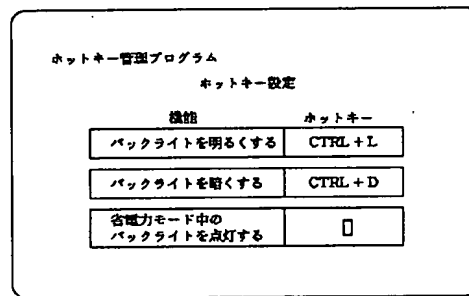 ホットキー管理プログラム
ホットキー設定
機能 ホットキー
バックライトを明るくする CTRL + L
バックライトを暗くする CTRL + D
省電力モード中の
バックライトを点灯する